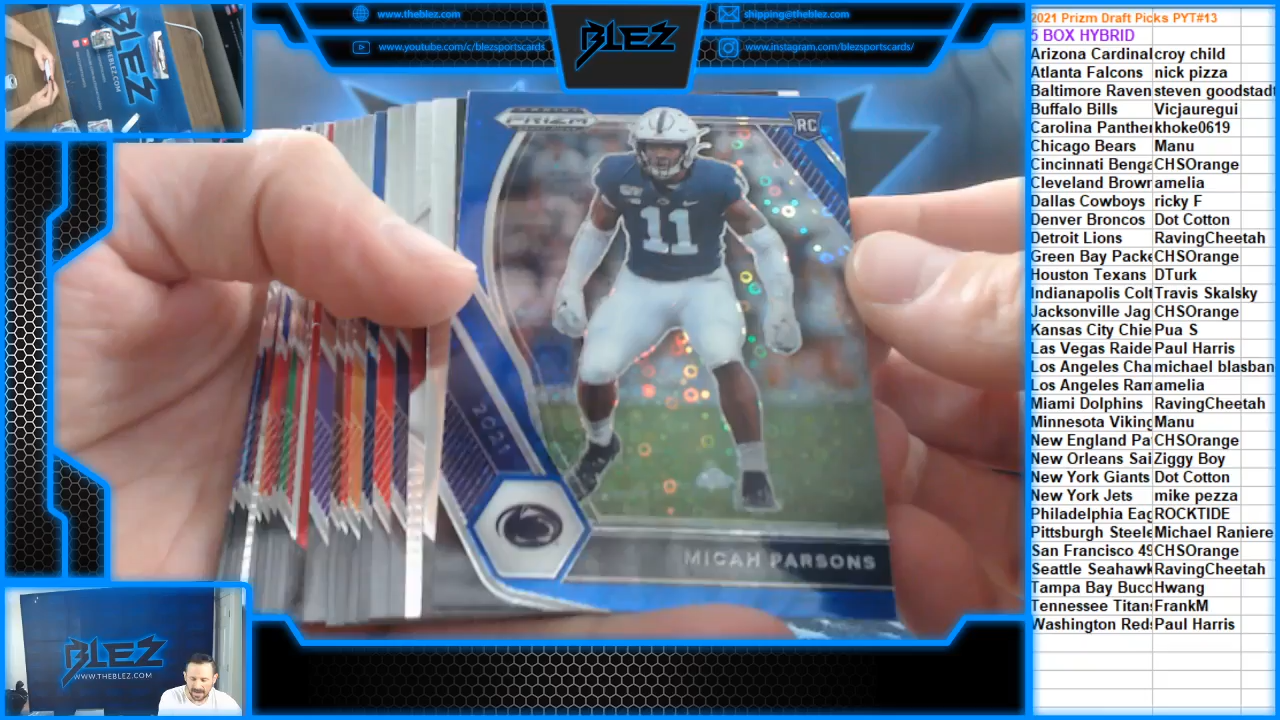 www.theblez.com
www.youtube.com/c/blezsportscards
BLEZ
shipping@theblez.com
www.instagram.com/blezsportscards/
BLEZ
PRIZM
RC
11
2021
MICAH PARSONS
BLEZ
WWW.THEBLEZ.COM
2021 Prizm Draft Picks PYT#13
5 BOX HYBRID
Arizona Cardinal croy child
Atlanta Falcons nick pizza
Baltimore Raven steven goodstadt
Buffalo Bills Vicjauregui
Carolina Panther khoke0619
Chicago Bears Manu
Cincinnati Benga CHSOrange
Cleveland Brown amelia
Dallas Cowboys ricky F
Denver Broncos Dot Cotton
Detroit Lions RavingCheetah
Green Bay Packe CHSOrange
Houston Texans DTurk
Indianapolis Colt Travis Skalsky
Jacksonville Jag CHSOrange
Kansas City Chie Pua S
Las Vegas Raide Paul Harris
Los Angeles Cha michael blasban
Los Angeles Ram amelia
Miami Dolphins RavingCheetah
Minnesota Viking Manu
New England Pa CHSOrange
New Orleans Sai Ziggy Boy
New York Giants Dot Cotton
New York Jets mike pezza
Philadelphia Eag ROCKTIDE
Pittsburgh Steele Michael Raniere
San Francisco 49 CHSOrange
Seattle Seahawk RavingCheetah
Tampa Bay Bucc Hwang
Tennessee Titans FrankM
Washington Reds Paul Harris